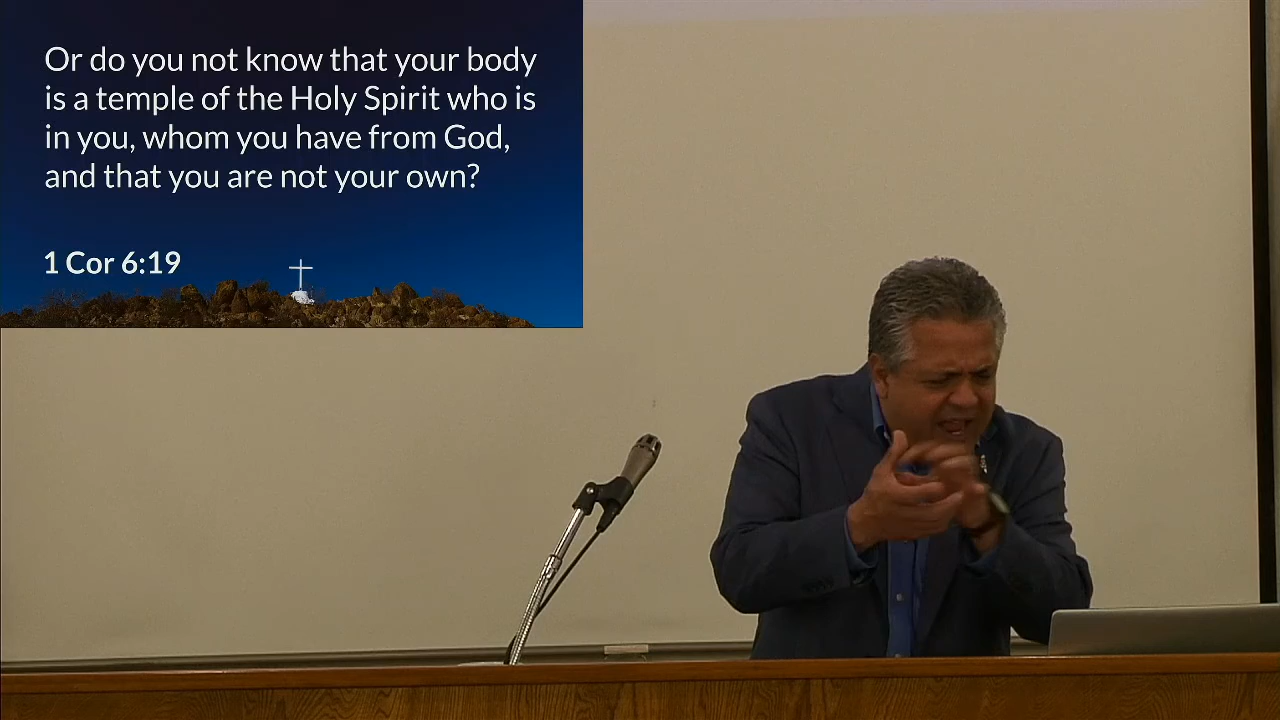 Or do you not know that your body
is a temple of the Holy Spirit who is
in you, whom you have from God,
and that you are not your own?
1 Cor 6:19